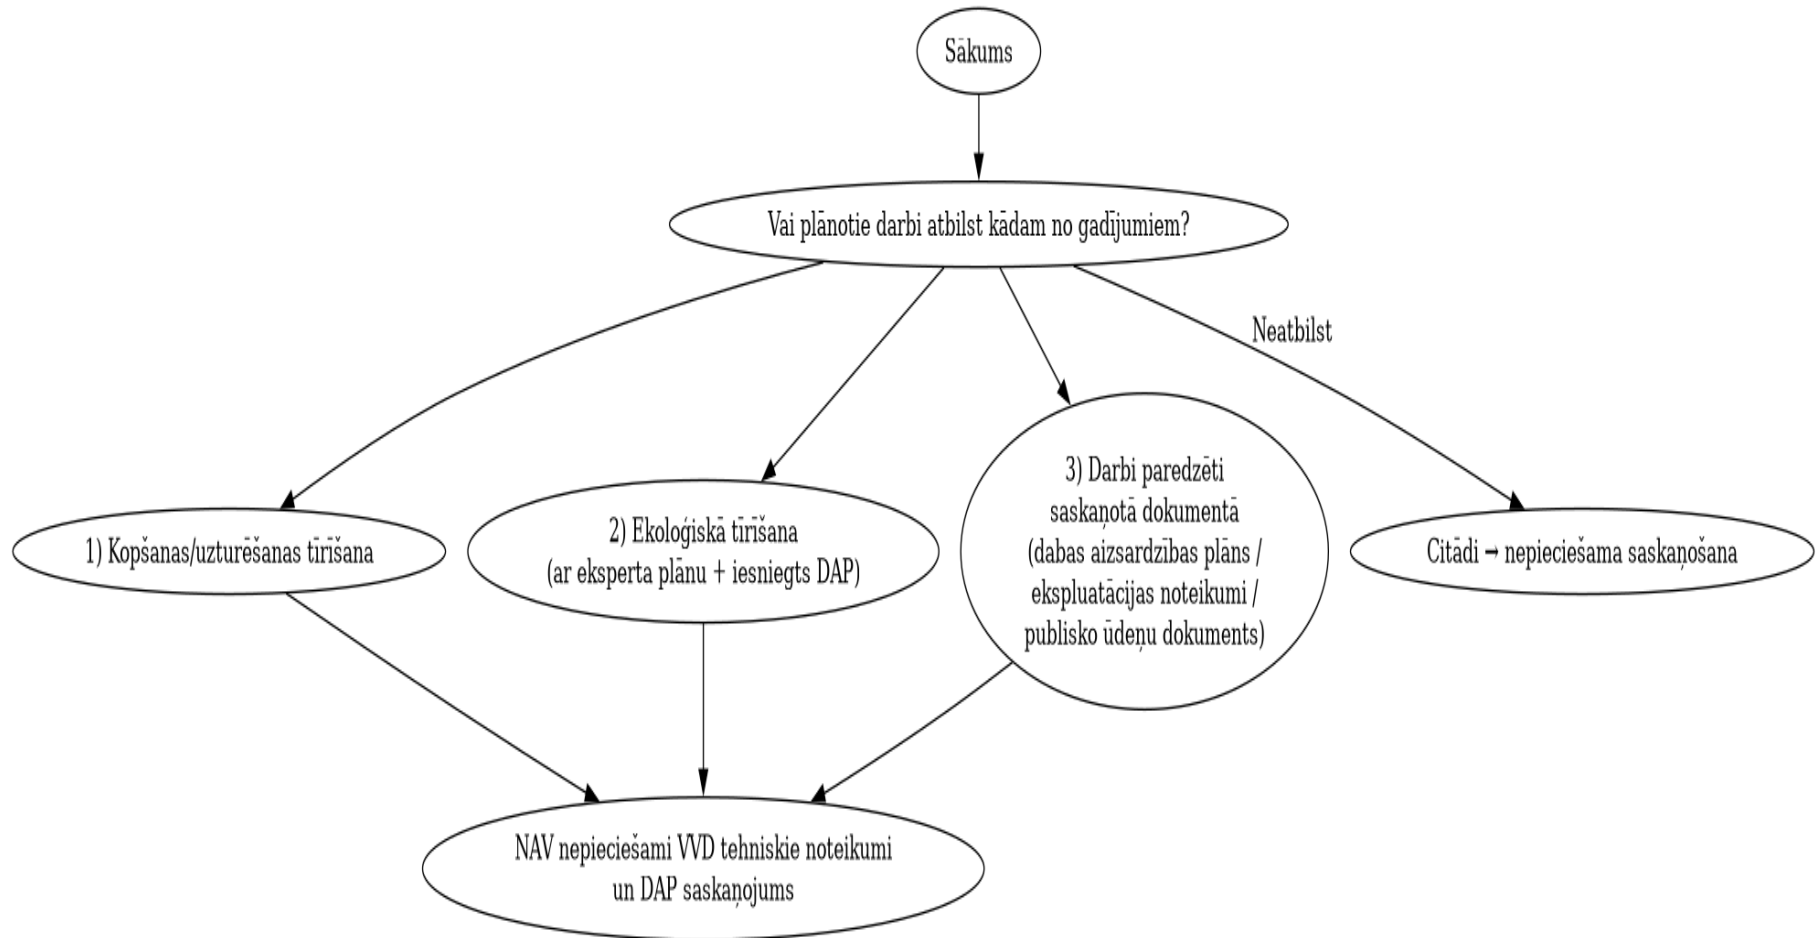 Sākums
Vai plānotie darbi atbilst kādam no gadījumiem?
Neatbilst
1) Kopšanas/uzturēšanas tīrīšana
2) Ekoloģiskā tīrīšana
(ar eksperta plānu + iesniegts DAP)
3) Darbi paredzēti
saskaņotā dokumentā
(dabas aizsardzības plāns /
ekspluatācijas noteikumi /
publisko ūdeņu dokuments)
Citādi → nepieciešama saskaņošana
NAV nepieciešami VVD tehniskie noteikumi
un DAP saskaņojums